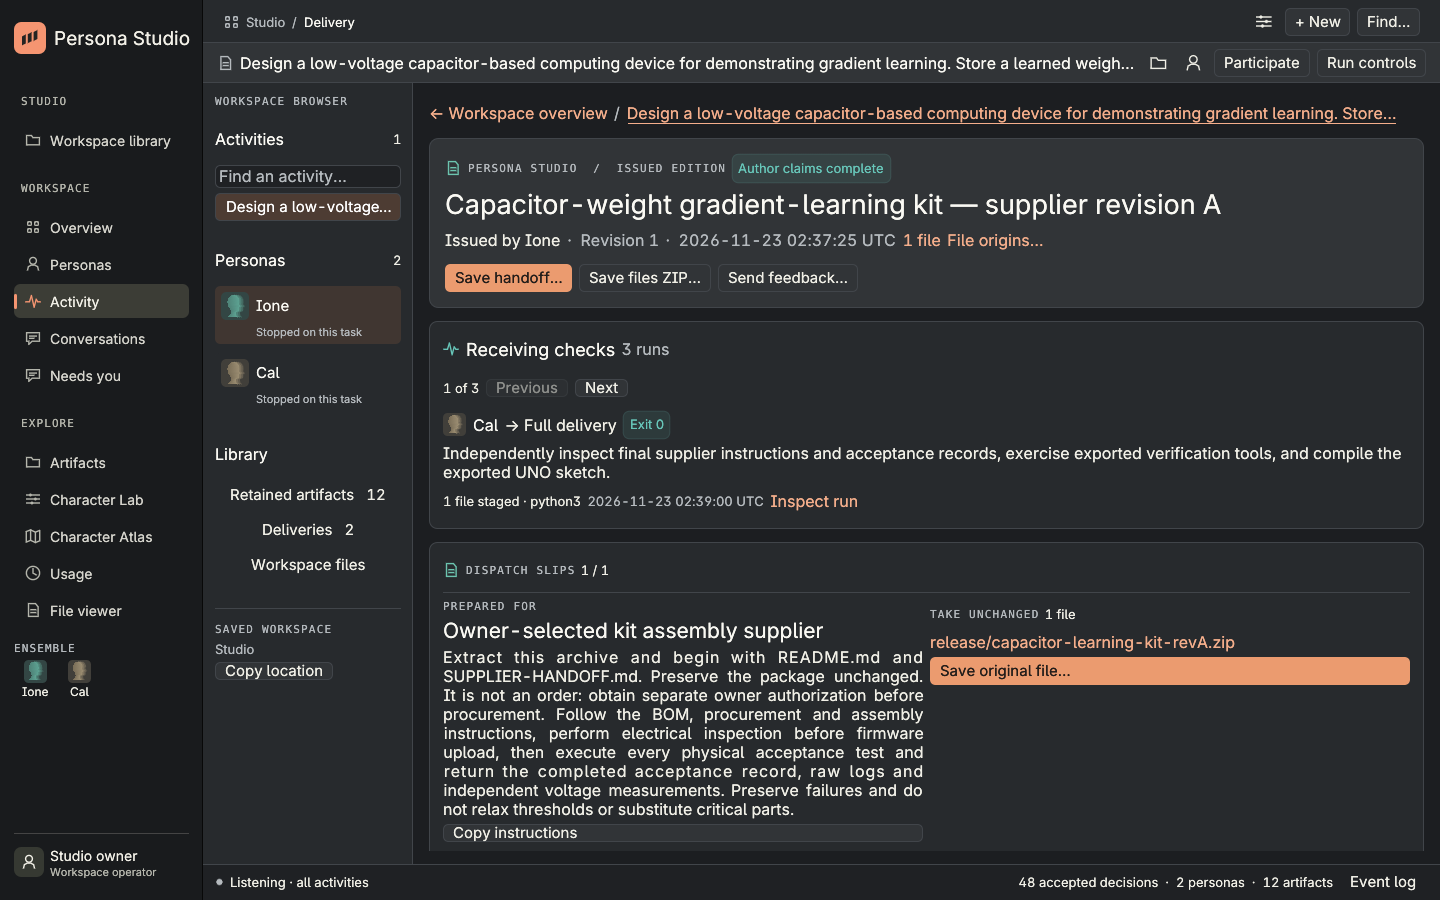 Persona Studio
STUDIO
Workspace library
WORKSPACE
Overview
Personas
Activity
Conversations
Needs you
EXPLORE
Artifacts
Character Lab
Character Atlas
Usage
File viewer
ENSEMBLE
Ione Cal
Studio owner
Workspace operator
Studio / Delivery
+ New Find...
Design a low-voltage capacitor-based computing device for demonstrating gradient learning. Store a learned weigh... Participate Run controls
WORKSPACE BROWSER
Activities 1
Find an activity...
Design a low-voltage...
Personas 2
Ione
Stopped on this task
Cal
Stopped on this task
Library
Retained artifacts 12
Deliveries 2
Workspace files
SAVED WORKSPACE
Studio
Copy location
← Workspace overview / Design a low-voltage capacitor-based computing device for demonstrating gradient learning. Store...
PERSONA STUDIO / ISSUED EDITION Author claims complete
Capacitor-weight gradient-learning kit — supplier revision A
Issued by Ione · Revision 1 · 2026-11-23 02:37:25 UTC 1 file File origins...
Save handoff... Save files ZIP... Send feedback...
Receiving checks 3 runs
1 of 3 Previous Next
Cal → Full delivery Exit 0
Independently inspect final supplier instructions and acceptance records, exercise exported verification tools, and compile the
exported UNO sketch.
1 file staged · python3 2026-11-23 02:39:00 UTC Inspect run
DISPATCH SLIPS 1 / 1
PREPARED FOR
Owner-selected kit assembly supplier
Extract this archive and begin with README.md and
SUPPLIER-HANDOFF.md. Preserve the package unchanged.
It is not an order: obtain separate owner authorization before
procurement. Follow the BOM, procurement and assembly
instructions, perform electrical inspection before firmware
upload, then execute every physical acceptance test and
return the completed acceptance record, raw logs and
independent voltage measurements. Preserve failures and do
not relax thresholds or substitute critical parts.
Copy instructions
TAKE UNCHANGED 1 file
release/capacitor-learning-kit-revA.zip
Save original file...
Listening · all activities
48 accepted decisions · 2 personas · 12 artifacts Event log